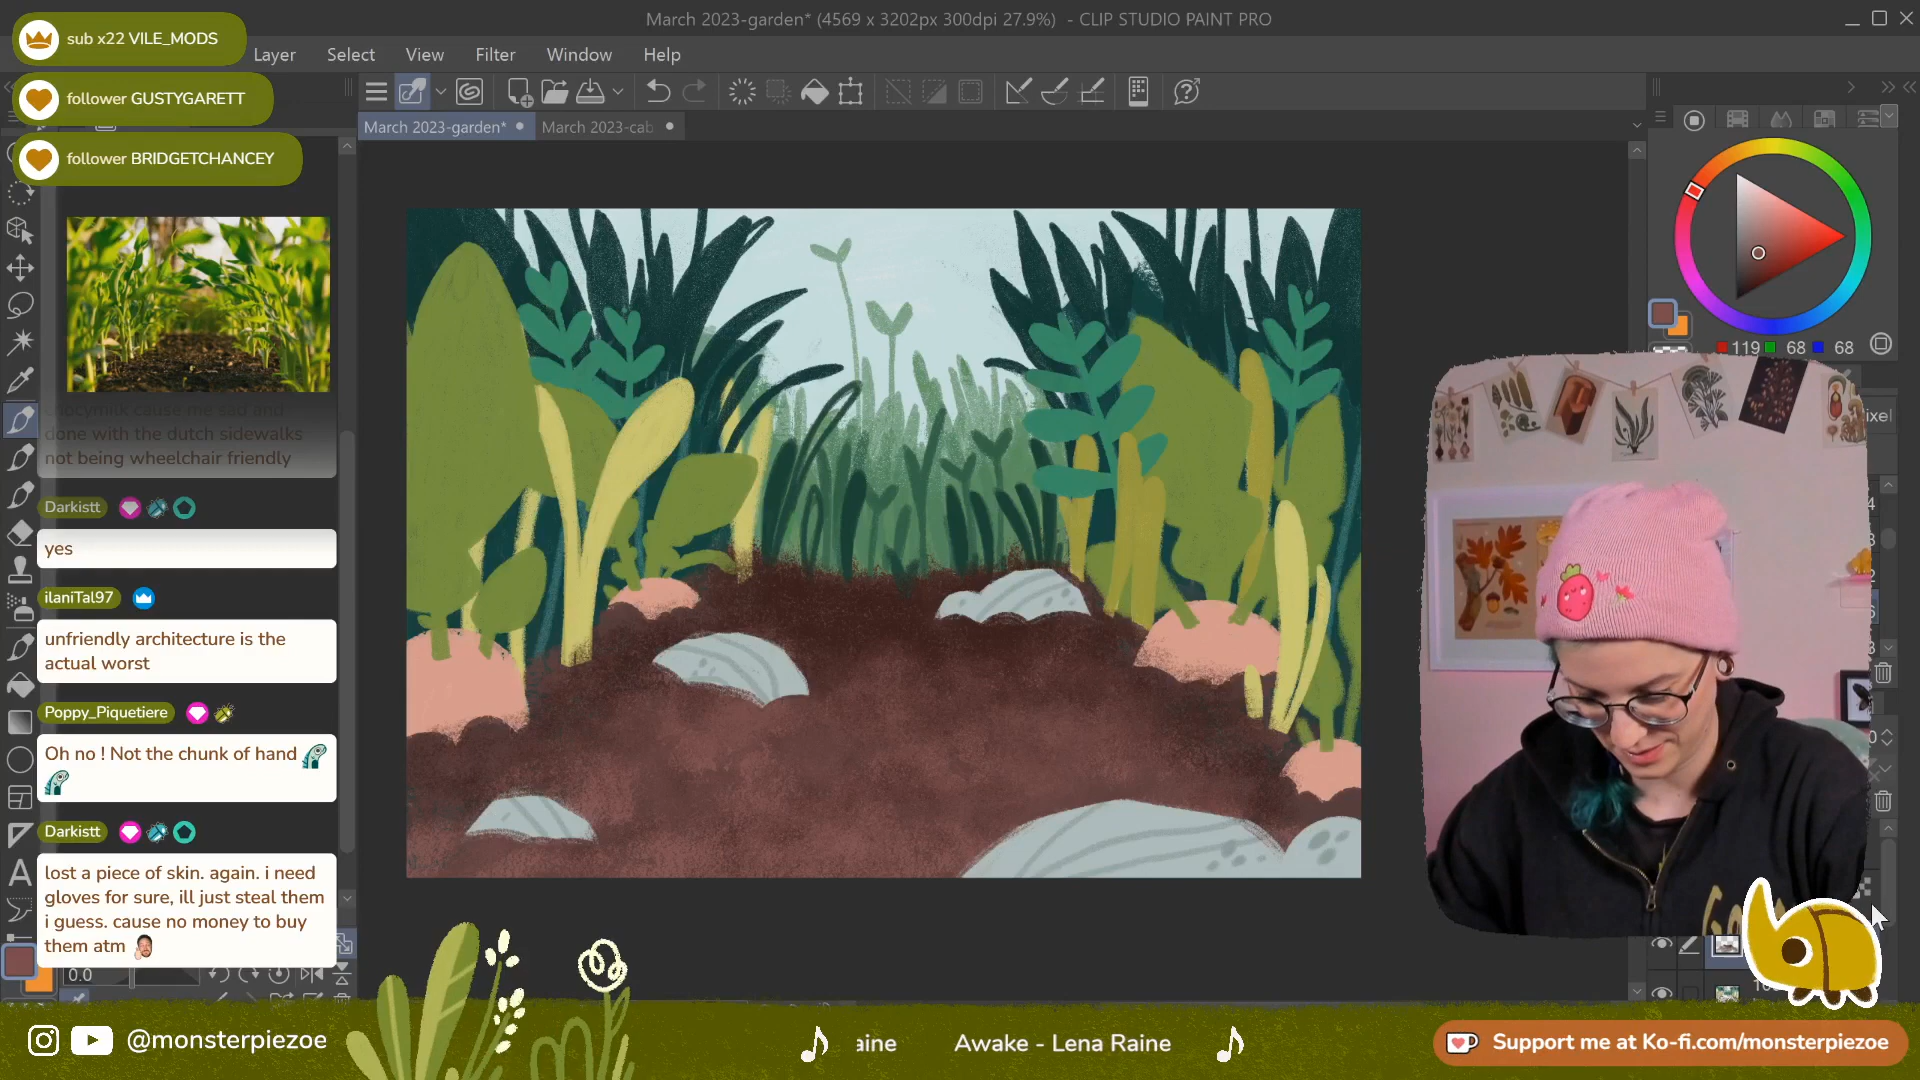 March 2023-garden* (4569 x 3202px 300dpi 27.9%) - CLIP STUDIO PAINT PRO
sub x22 VILE_MODS
Layer Select View Filter Window Help
follower GUSTYGARETT
March 2023-garden* March 2023-cab
follower BRIDGETCHANCEY
119 68 68
chocymilk cause me sad and
done with the dutch sidewalks
not being wheelchair friendly
Darkistt
yes
ilaniTal97
unfriendly architecture is the
actual worst
Poppy_Piquetiere
Oh no ! Not the chunk of hand
Darkistt
lost a piece of skin. again. i need
gloves for sure, ill just steal them
i guess. cause no money to buy
them atm
0.0
@monsterpiezoe
aine Awake - Lena Raine
Support me at Ko-fi.com/monsterpiezoe